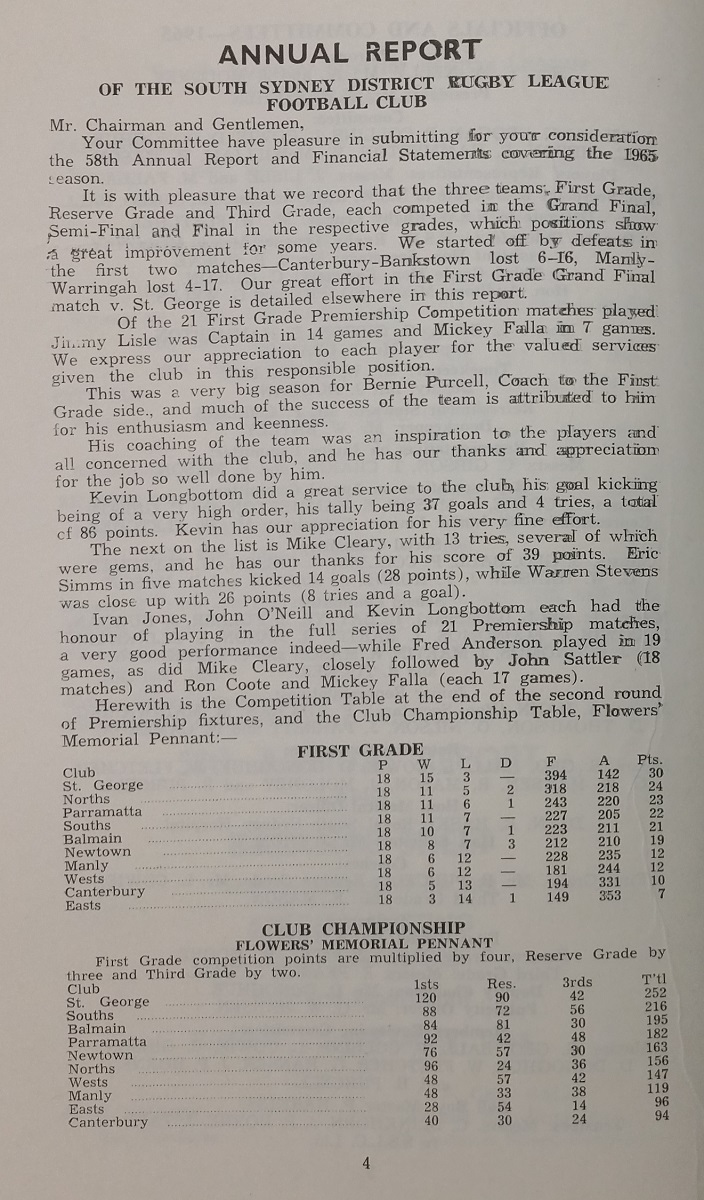 ANNUAL REPORT
OF THE SOUTH SYDNEY DISTRICT RUGBY LEAGUE
FOOTBALL CLUB
Mr. Chairman and Gentlemen,
Your Committee have pleasure in submitting for your consideration
the 58th Annual Report and Financial Statements covering the 1965
season.
It is with pleasure that we record that the three teams, First Grade,
Reserve Grade and Third Grade, each competed in the Grand Final,
Semi-Final and Final in the respective grades, which positions show
a great improvement for some years. We started off by defeats in
the first two matches—Canterbury-Bankstown lost 6-16, Manly-
Warringah lost 4-17. Our great effort in the First Grade Grand Final
match v. St. George is detailed elsewhere in this report.
Of the 21 First Grade Premiership Competition matches played
Jimmy Lisle was Captain in 14 games and Mickey Falla in 7 games.
We express our appreciation to each player for the valued services
given the club in this responsible position.
This was a very big season for Bernie Purcell, Coach to the First
Grade side., and much of the success of the team is attributed to him
for his enthusiasm and keenness.
His coaching of the team was an inspiration to the players and
all concerned with the club, and he has our thanks and appreciation
for the job so well done by him.
Kevin Longbottom did a great service to the club, his goal kicking
being of a very high order, his tally being 37 goals and 4 tries, a total
of 86 points. Kevin has our appreciation for his very fine effort.
The next on the list is Mike Cleary, with 13 tries, several of which
were gems, and he has our thanks for his score of 39 points. Eric
Simms in five matches kicked 14 goals (28 points), while Warren Stevens
was close up with 26 points (8 tries and a goal).
Ivan Jones, John O'Neill and Kevin Longbottom each had the
honour of playing in the full series of 21 Premiership matches,
a very good performance indeed—while Fred Anderson played in 19
games, as did Mike Cleary, closely followed by John Sattler (18
matches) and Ron Coote and Mickey Falla (each 17 games).
Herewith is the Competition Table at the end of the second round
of Premiership fixtures, and the Club Championship Table, Flowers'
Memorial Pennant:—
FIRST GRADE
Club P W L D F A Pts.
St. George 18 15 3 — 394 142 30
Norths 18 11 5 2 318 218 24
Parramatta 18 11 6 1 243 220 23
Souths 18 11 7 — 227 205 22
Balmain 18 10 7 1 223 211 21
Newtown 18 8 7 3 212 210 19
Manly 18 6 12 — 228 235 12
Wests 18 6 12 — 181 244 12
Canterbury 18 5 13 — 194 331 10
Easts 18 3 14 1 149 353 7
CLUB CHAMPIONSHIP
FLOWERS' MEMORIAL PENNANT
First Grade competition points are multiplied by four, Reserve Grade by
three and Third Grade by two.
Club 1sts Res. 3rds T'tl
St. George 120 90 42 252
Souths 88 72 56 216
Balmain 84 81 30 195
Parramatta 92 42 48 182
Newtown 76 57 30 163
Norths 96 24 36 156
Wests 48 57 42 147
Manly 48 33 38 119
Easts 28 54 14 96
Canterbury 40 30 24 94
4